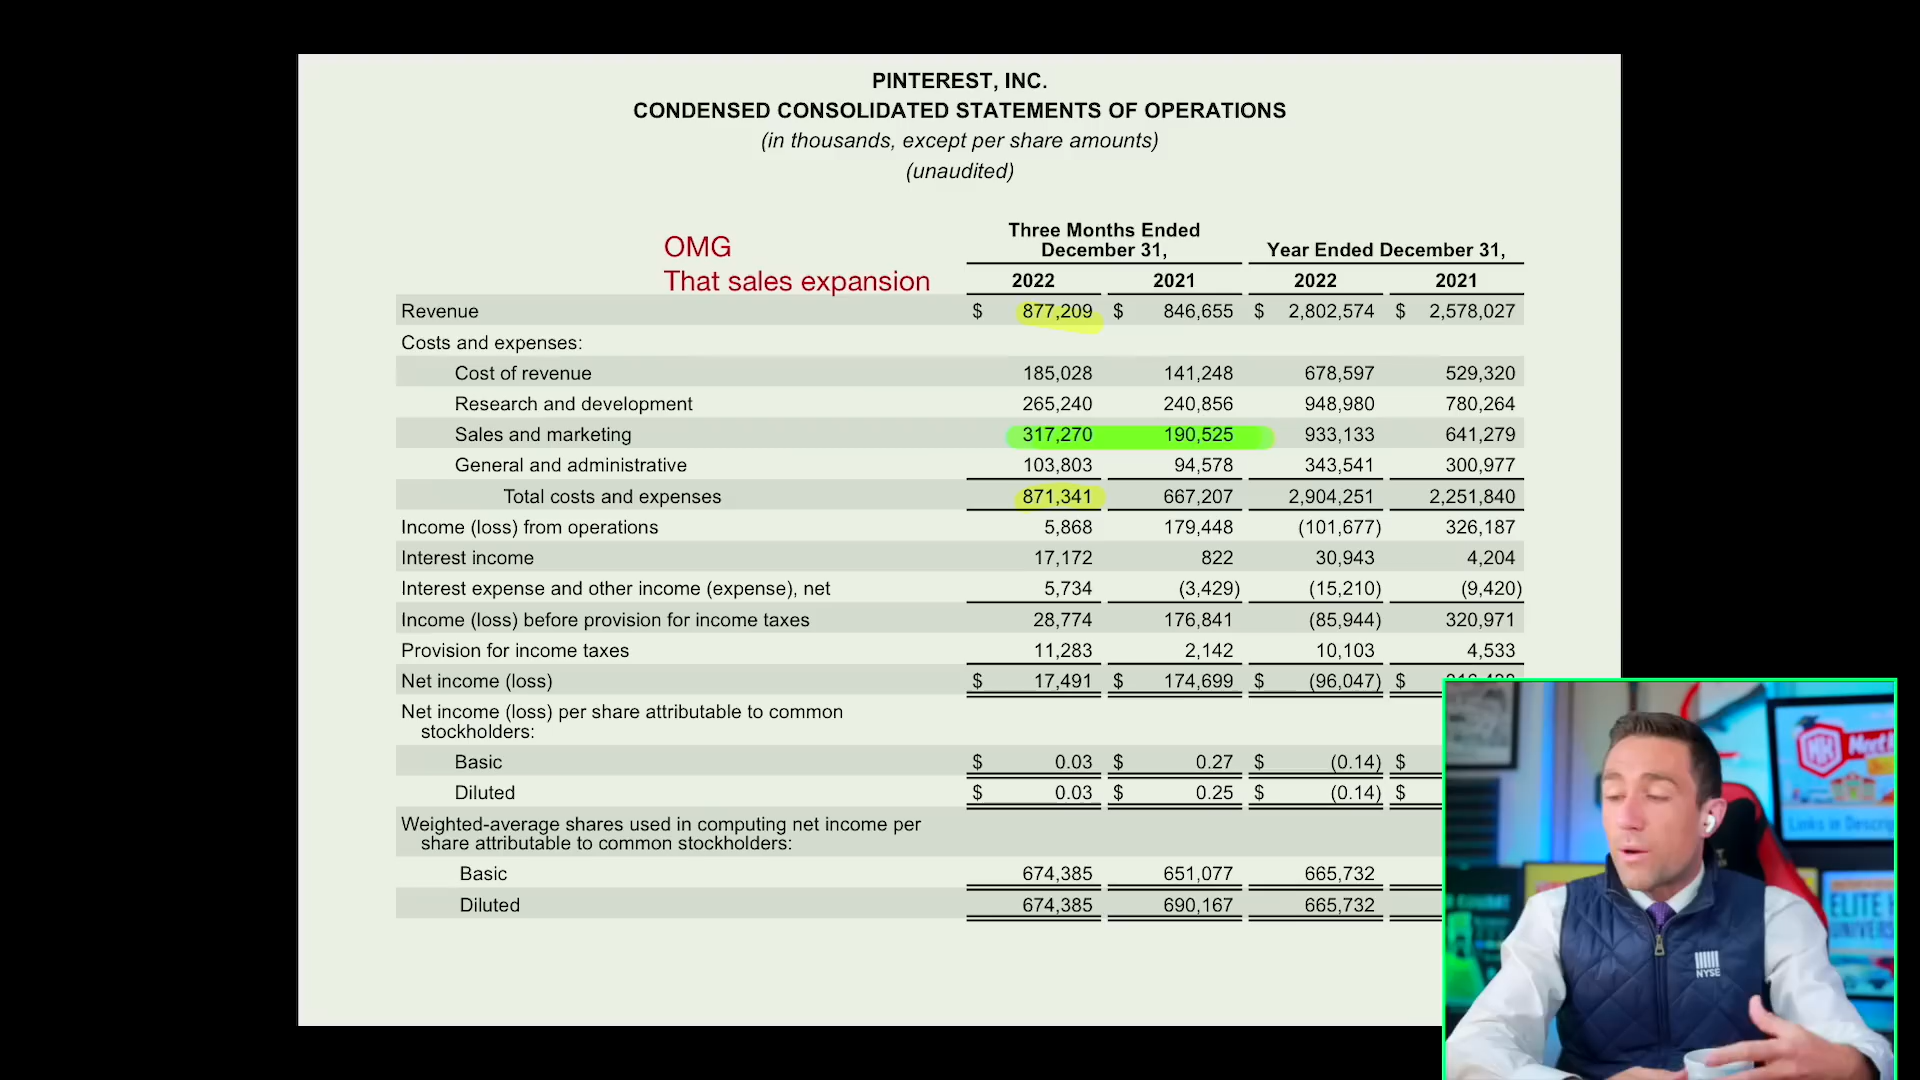 PINTEREST, INC.
CONDENSED CONSOLIDATED STATEMENTS OF OPERATIONS
(in thousands, except per share amounts)
(unaudited)
OMG
That sales expansion
Three Months Ended December 31,
Year Ended December 31,
2022 2021 2022 2021
Revenue $ 877,209 $ 846,655 $ 2,802,574 $ 2,578,027
Costs and expenses:
Cost of revenue 185,028 141,248 678,597 529,320
Research and development 265,240 240,856 948,980 780,264
Sales and marketing 317,270 190,525 933,133 641,279
General and administrative 103,803 94,578 343,541 300,977
Total costs and expenses 871,341 667,207 2,904,251 2,251,840
Income (loss) from operations 5,868 179,448 (101,677) 326,187
Interest income 17,172 822 30,943 4,204
Interest expense and other income (expense), net 5,734 (3,429) (15,210) (9,420)
Income (loss) before provision for income taxes 28,774 176,841 (85,944) 320,971
Provision for income taxes 11,283 2,142 10,103 4,533
Net income (loss) $ 17,491 $ 174,699 $ (96,047) $
Net income (loss) per share attributable to common
stockholders:
Basic $ 0.03 $ 0.27 $ (0.14) $
Diluted $ 0.03 $ 0.25 $ (0.14) $
Weighted-average shares used in computing net income per
share attributable to common stockholders:
Basic 674,385 651,077 665,732
Diluted 674,385 690,167 665,732
Meet
Links in Descrip
ELITE
UNIVER
NYSE